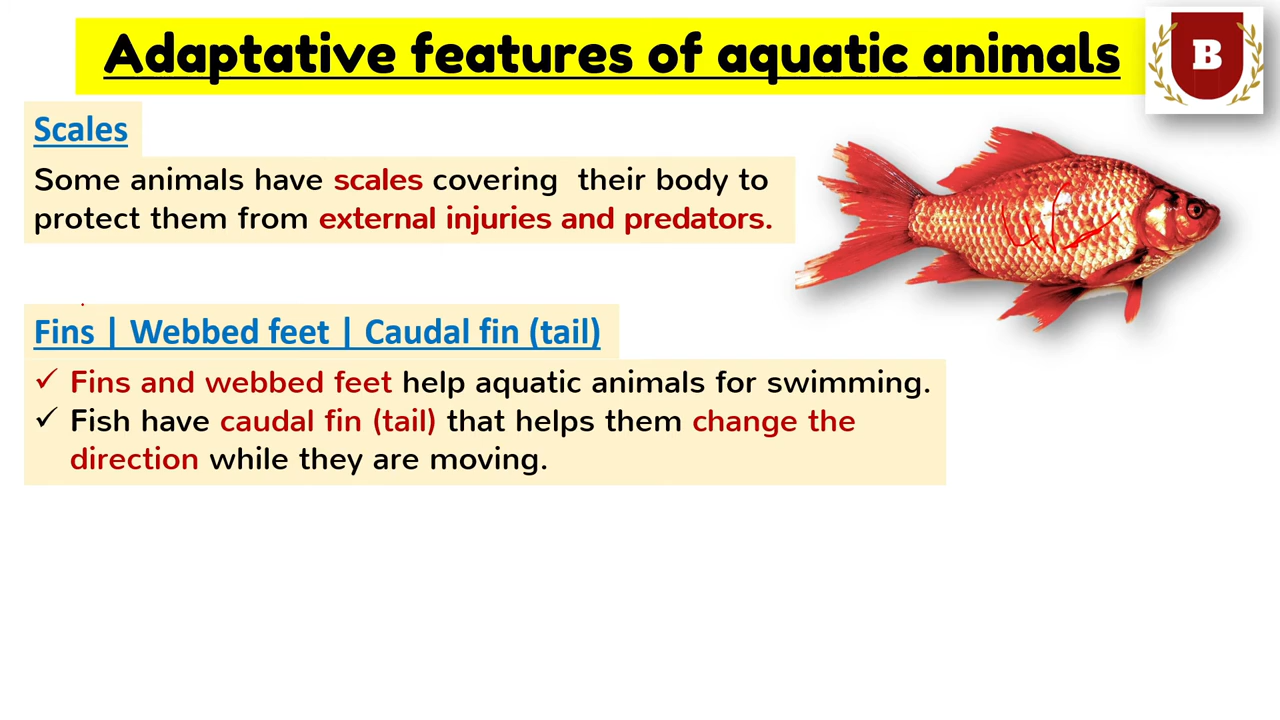 Adaptative features of aquatic animals
B
Scales
Some animals have scales covering their body to
protect them from external injuries and predators.
Fins | Webbed feet | Caudal fin (tail)
✓ Fins and webbed feet help aquatic animals for swimming.
✓ Fish have caudal fin (tail) that helps them change the
direction while they are moving.